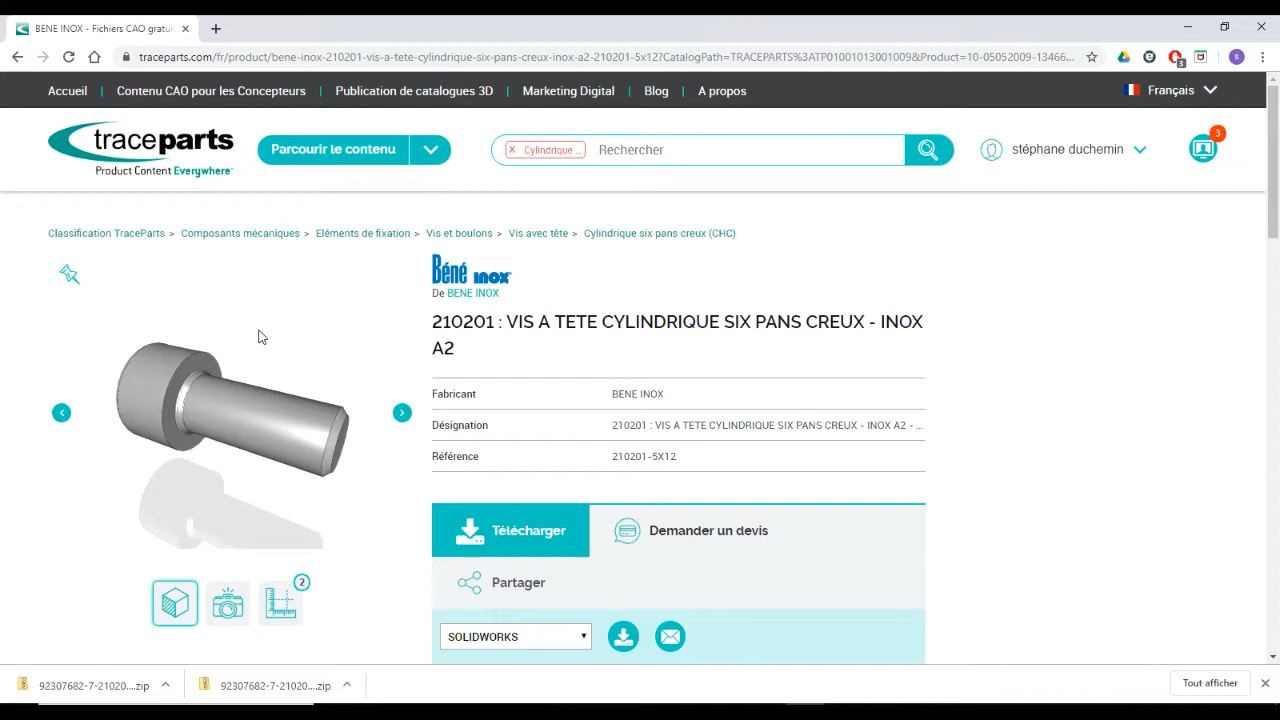 BENE INOX - Fichiers CAO gratui
traceparts.com/fr/product/bene-inox-210201-vis-a-tete-cylindrique-six-pans-creux-inox-a2-210201-5x12?CatalogPath=TRACEPARTS%3ATP01001013001009&Product=10-05052009-13466...
3
s
Accueil | Contenu CAO pour les Concepteurs | Publication de catalogues 3D | Marketing Digital | Blog | A propos
Français
traceparts
Product Content Everywhere
Parcourir le contenu
x Cylindrique ...
Rechercher
stéphane duchemin
3
Classification TraceParts > Composants mécaniques > Eléments de fixation > Vis et boulons > Vis avec tête > Cylindrique six pans creux (CHC)
Béné inox
De BENE INOX
210201 : VIS A TETE CYLINDRIQUE SIX PANS CREUX - INOX
A2
Fabricant BENE INOX
Désignation 210201 : VIS A TETE CYLINDRIQUE SIX PANS CREUX - INOX A2 - ...
Référence 210201-5X12
Télécharger
Demander un devis
Partager
2
SOLIDWORKS
92307682-7-21020....zip
92307682-7-21020....zip
Tout afficher